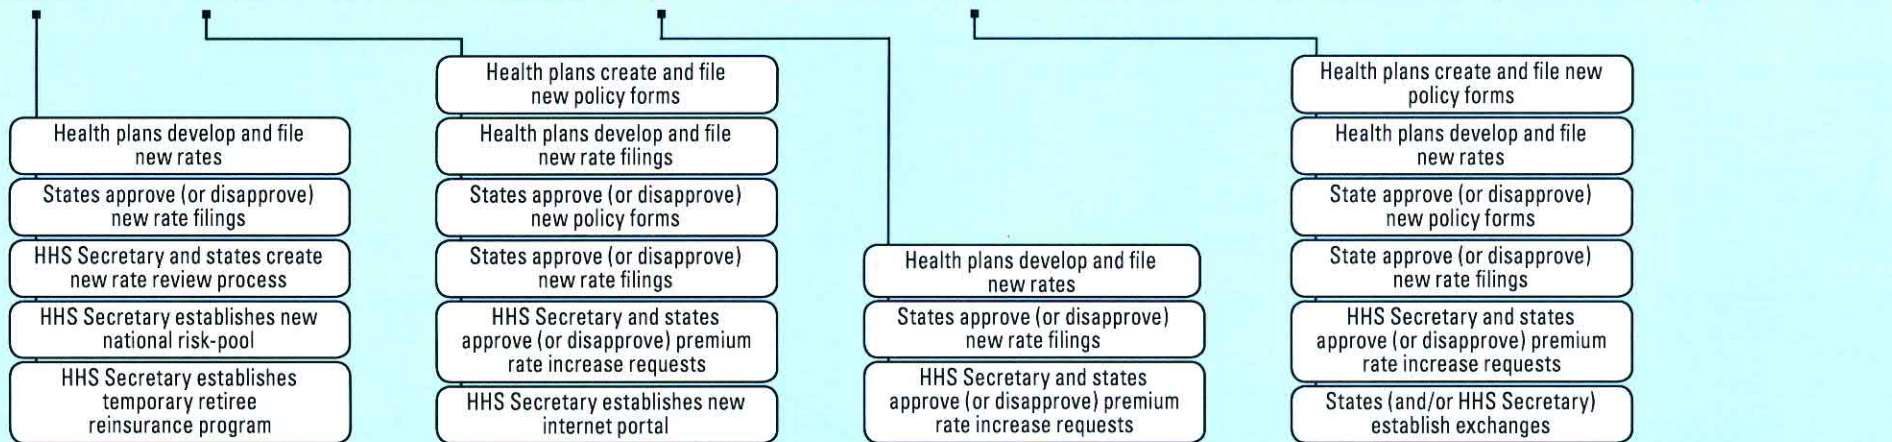 Health plans develop and file
new rates
States approve (or disapprove)
new rate filings
HHS Secretary and states create
new rate review process
HHS Secretary establishes new
national risk-pool
HHS Secretary establishes
temporary retiree
reinsurance program
Health plans create and file
new policy forms
Health plans develop and file
new rate filings
States approve (or disapprove)
new policy forms
States approve (or disapprove)
new rate filings
HHS Secretary and states
approve (or disapprove) premium
rate increase requests
HHS Secretary establishes new
internet portal
Health plans develop and file
new rates
States approve (or disapprove)
new rate filings
HHS Secretary and states
approve (or disapprove) premium
rate increase requests
Health plans create and file new
policy forms
Health plans develop and file
new rates
State approve (or disapprove)
new policy forms
State approve (or disapprove)
new rate filings
HHS Secretary and states
approve (or disapprove) premium
rate increase requests
States (and/or HHS Secretary)
establish exchanges